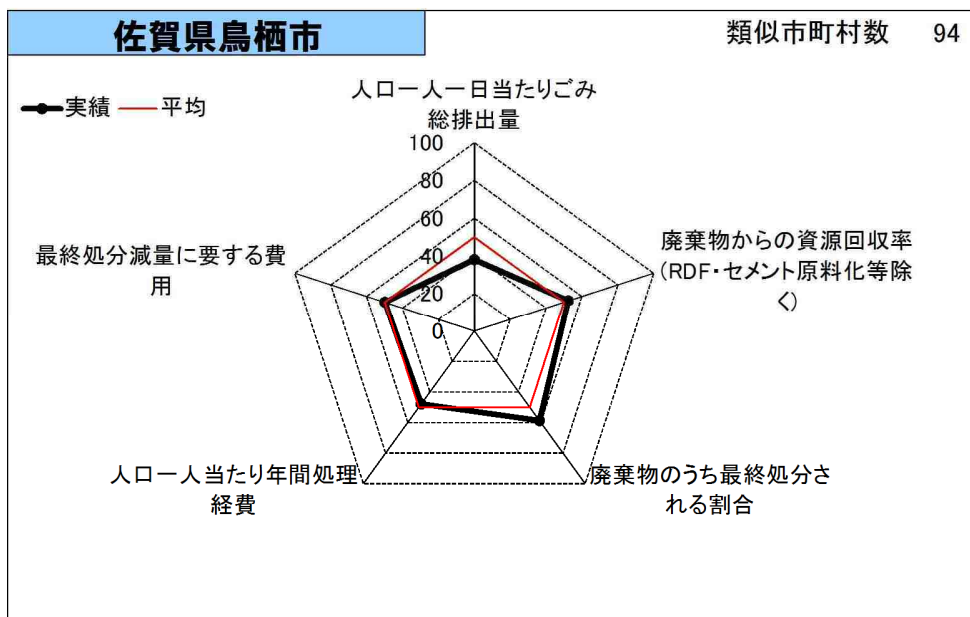 佐賀県鳥栖市
類似市町村数 94
実績 平均
人口一人一日当たりごみ
総排出量
100
80
60
40
20
0
廃棄物からの資源回収率
(RDF・セメント原料化等除
く)
最終処分減量に要する費
用
人口一人当たり年間処理
経費
廃棄物のうち最終処分さ
れる割合